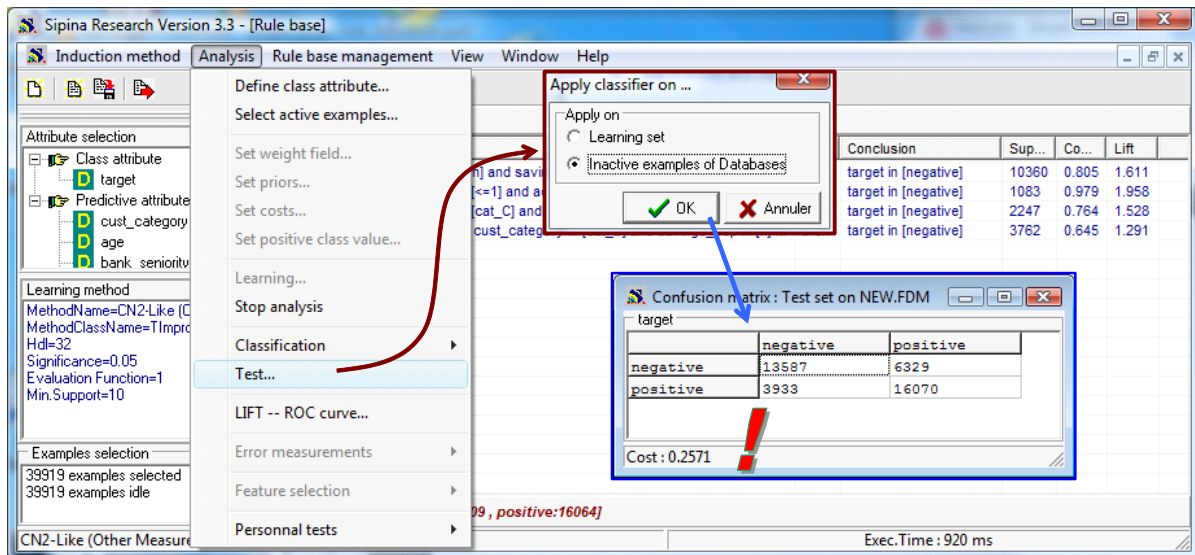 Sipina Research Version 3.3 - [Rule base]
Induction method Analysis Rule base management View Window Help
Define class attribute...
Select active examples...
Set weight field...
Set priors...
Set costs...
Set positive class value...
Learning...
Stop analysis
Classification
Test...
LIFT -- ROC curve...
Error measurements
Feature selection
Personnal tests
Attribute selection
Class attribute
target
Predictive attribute
cust_category
age
bank_seniority
Learning method
MethodName=CN2-Like (C
MethodClassName=TImpro
Hdl=32
Significance=0.05
Evaluation Function=1
Min.Support=10
Examples selection
39919 examples selected
39919 examples idle
Apply classifier on ...
Apply on
Learning set
Inactive examples of Databases
OK Annuler
Conclusion Sup... Co... Lift
] and savi target in [negative] 10360 0.805 1.611
[<=1] and a target in [negative] 1083 0.979 1.958
[cat_C] and target in [negative] 2247 0.764 1.528
cust_categ target in [negative] 3762 0.645 1.291
Confusion matrix : Test set on NEW.FDM
target
negative positive
negative 13587 6329
positive 3933 16070
Cost : 0.2571
!
09 , positive:16064]
CN2-Like (Other Measure Exec.Time : 920 ms